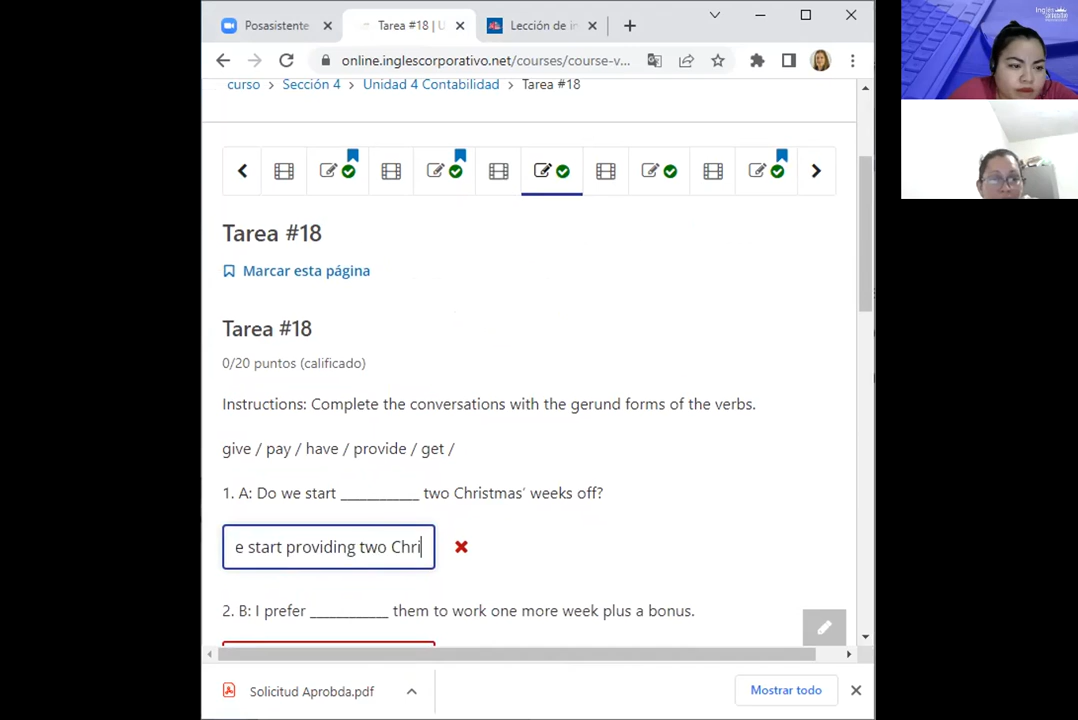 Posasistente
Tarea #18 | U
Lección de in
online.inglescorporativo.net/courses/course-v...
curso > Sección 4 > Unidad 4 Contabilidad > Tarea #18
Tarea #18
Marcar esta página
Tarea #18
0/20 puntos (calificado)
Instructions: Complete the conversations with the gerund forms of the verbs.
give / pay / have / provide / get /
1. A: Do we start ____________ two Christmas’ weeks off?
e start providing two Chri
2. B: I prefer ____________ them to work one more week plus a bonus.
Solicitud Aprobda.pdf
Mostrar todo